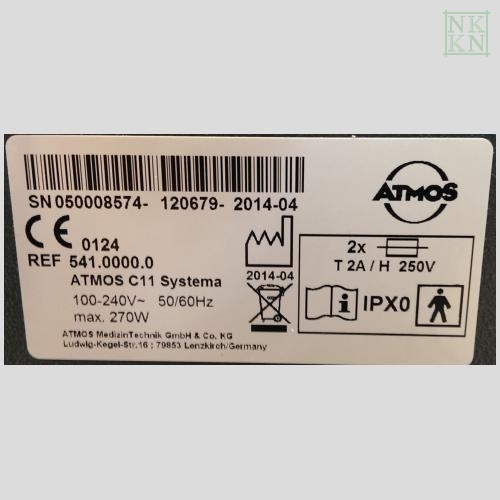 NK
KN
SN 050008574- 120679- 2014-04
ATMOS
CE 0124
REF 541.0000.0
2014-04
ATMOS C11 Systema
100-240V~ 50/60Hz
max. 270W
2x
T 2A / H 250V
i IPX0
ATMOS MedizinTechnik GmbH & Co. KG
Ludwig-Kegel-Str.16 ; 79853 Lenzkirch/Germany